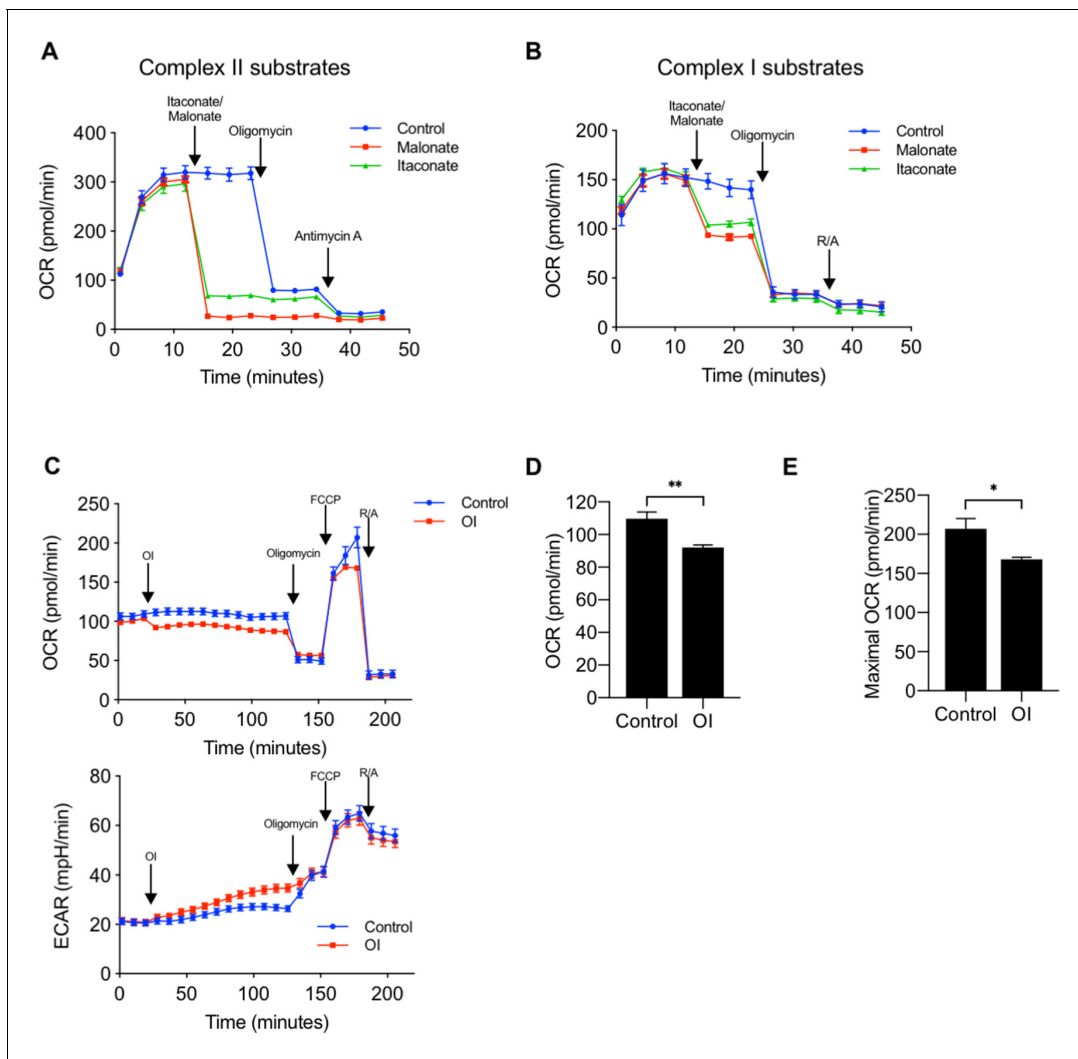 A
Complex II substrates
Itaconate/
Malonate
Oligomycin
Antimycin A
Control
Malonate
Itaconate
OCR (pmol/min)
400
300
200
100
0
0 10 20 30 40 50
Time (minutes)
B
Complex I substrates
Itaconate/
Malonate
Oligomycin
R/A
Control
Malonate
Itaconate
OCR (pmol/min)
200
150
100
50
0
0 10 20 30 40 50
Time (minutes)
C
OI
Oligomycin
FCCP
R/A
Control
OI
OCR (pmol/min)
250
200
150
100
50
0
0 50 100 150 200
Time (minutes)
OI
Oligomycin
FCCP
R/A
Control
OI
ECAR (mpH/min)
80
60
40
20
0
0 50 100 150 200
Time (minutes)
D
**
OCR (pmol/min)
120
100
80
60
40
20
0
Control OI
E
*
Maximal OCR (pmol/min)
250
200
150
100
50
0
Control OI